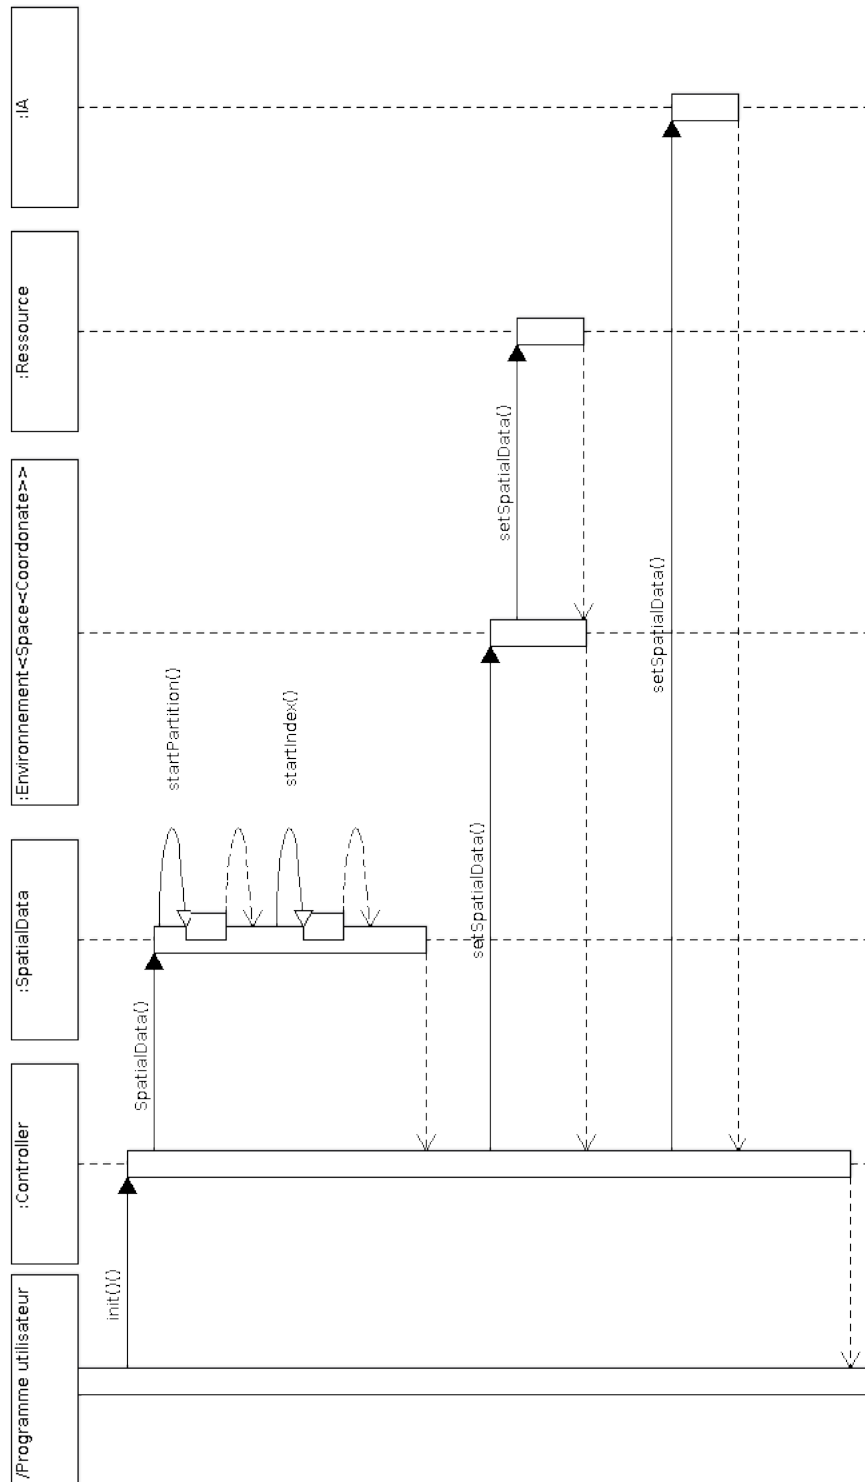 /Programme utilisateur
:Controller
:SpatialData
:Environnement<Space<Coordonate>>
:Ressource
:IA
init()()
SpatialData()
startPartition()
startIndex()
setSpatialData()
setSpatialData()
setSpatialData()